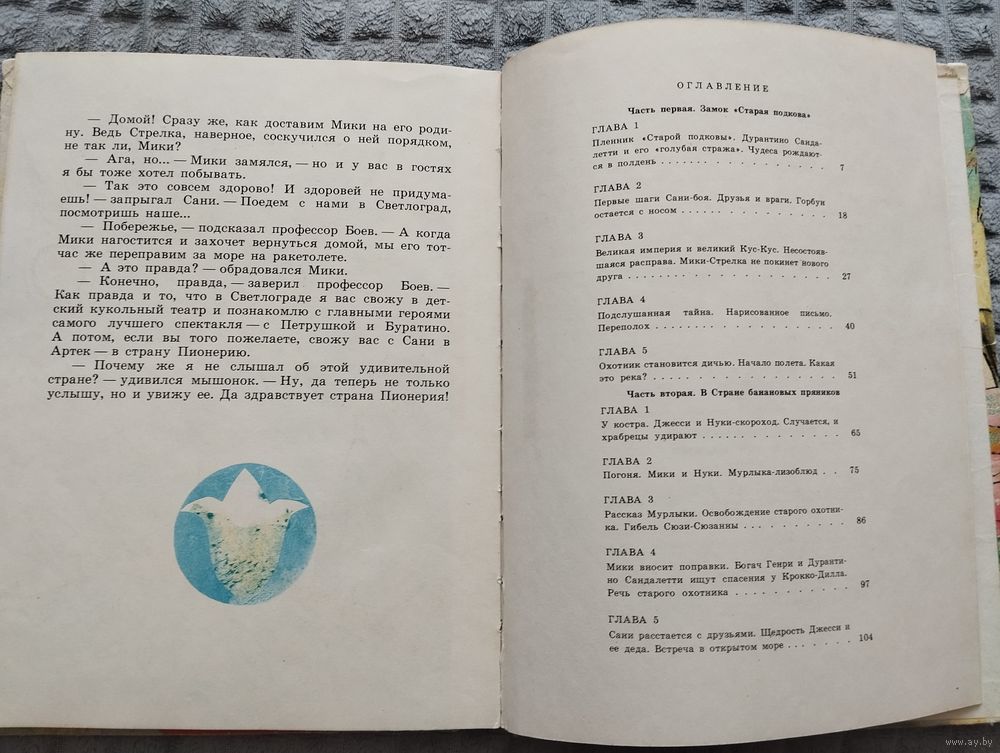 — Домой! Сразу же, как доставим Мики на его роди-
ну. Ведь Стрелка, наверное, соскучился о ней порядком,
не так ли, Мики?
— Ага, но... — Мики замялся, — но и у вас в гостях
я бы тоже хотел побывать.
— Так это совсем здорово! И здоровей не придума-
ешь! — запрыгал Сани. — Поедем с нами в Светлоград,
посмотришь наше...
— Побережье, — подсказал профессор Боев. — А когда
Мики нагостится и захочет вернуться домой, мы его тот-
час же переправим за море на ракетолете.
— А это правда? — обрадовался Мики.
— Конечно, правда, — заверил профессор Боев. —
Как правда и то, что в Светлограде я вас свожу в дет-
ский кукольный театр и познакомлю с главными героями
самого лучшего спектакля — с Петрушкой и Буратино.
А потом, если вы того пожелаете, свожу вас с Сани в
Артек — в страну Пионерию.
— Почему же я не слышал об этой удивительной
стране? — удивился мышонок. — Ну, да теперь не только
услышу, но и увижу ее. Да здравствует страна Пионерия!
ОГЛАВЛЕНИЕ
Часть первая. Замок «Старая подкова»
ГЛАВА 1
Пленник «Старой подковы». Дурантино Санда-
летти и его «голубая стража». Чудеса рождают-
ся в полдень . . . . . . . . . . . . 7
ГЛАВА 2
Первые шаги Сани-боя. Друзья и враги. Горбун
остается с носом . . . . . . . . . . . 18
ГЛАВА 3
Великая империя и великий Кус-Кус. Несостояв-
шаяся расправа. Мики-Стрелка не покинет нового
друга . . . . . . . . . . . . . . . 27
ГЛАВА 4
Подслушанная тайна. Нарисованное письмо.
Переполох . . . . . . . . . . . . . 40
ГЛАВА 5
Охотник становится дичью. Начало полета. Какая
это река? . . . . . . . . . . . . . 51
Часть вторая. В Стране банановых пряников
ГЛАВА 1
У костра. Джесси и Нуки-скороход. Случается, и
храбрецы удирают . . . . . . . . . . 65
ГЛАВА 2
Погоня. Мики и Нуки. Мурлыка-лизоблюд . . 75
ГЛАВА 3
Рассказ Мурлыки. Освобождение старого охотни-
ка. Гибель Сюзи-Сюзанны . . . . . . . . 86
ГЛАВА 4
Мики вносит поправки. Богач Генри и Дуранти-
но Сандалетти ищут спасения у Крокко-Дилла.
Речь старого охотника . . . . . . . . . 97
ГЛАВА 5
Сани расстается с друзьями. Щедрость Джесси и
ее деда. Встреча в открытом море . . . . . 104
www.ay.by